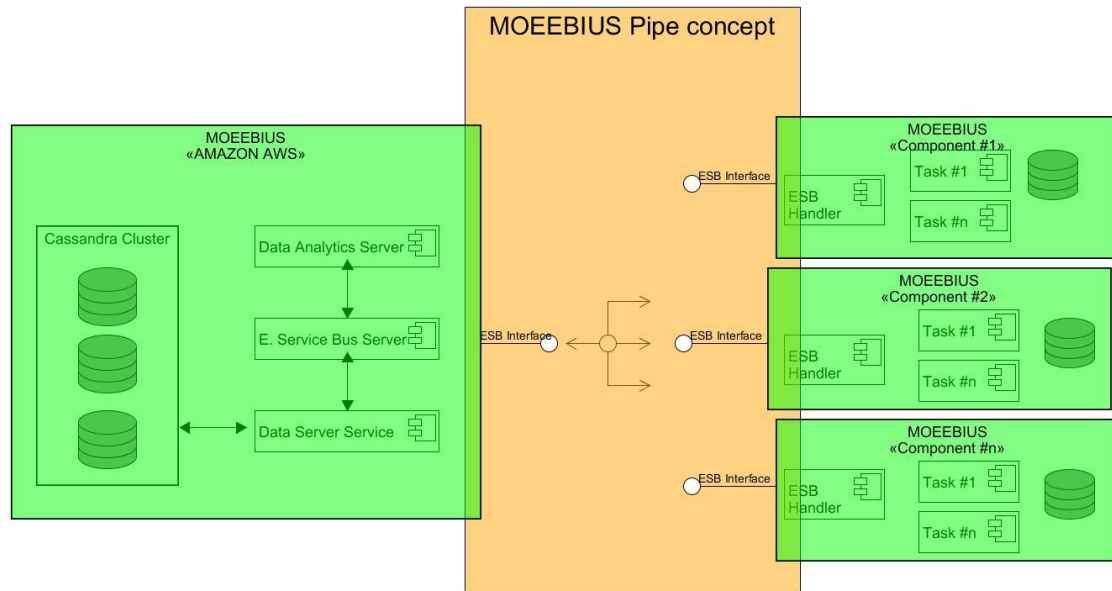 MOEEBIUS Pipe concept
MOEEBIUS
«AMAZON AWS»
Cassandra Cluster
Data Analytics Server
E. Service Bus Server
Data Server Service
ESB Interface
ESB Interface
MOEEBIUS
«Component #1»
ESB
Handler
Task #1
Task #n
ESB Interface
MOEEBIUS
«Component #2»
ESB
Handler
Task #1
Task #n
ESB Interface
MOEEBIUS
«Component #n»
ESB
Handler
Task #1
Task #n